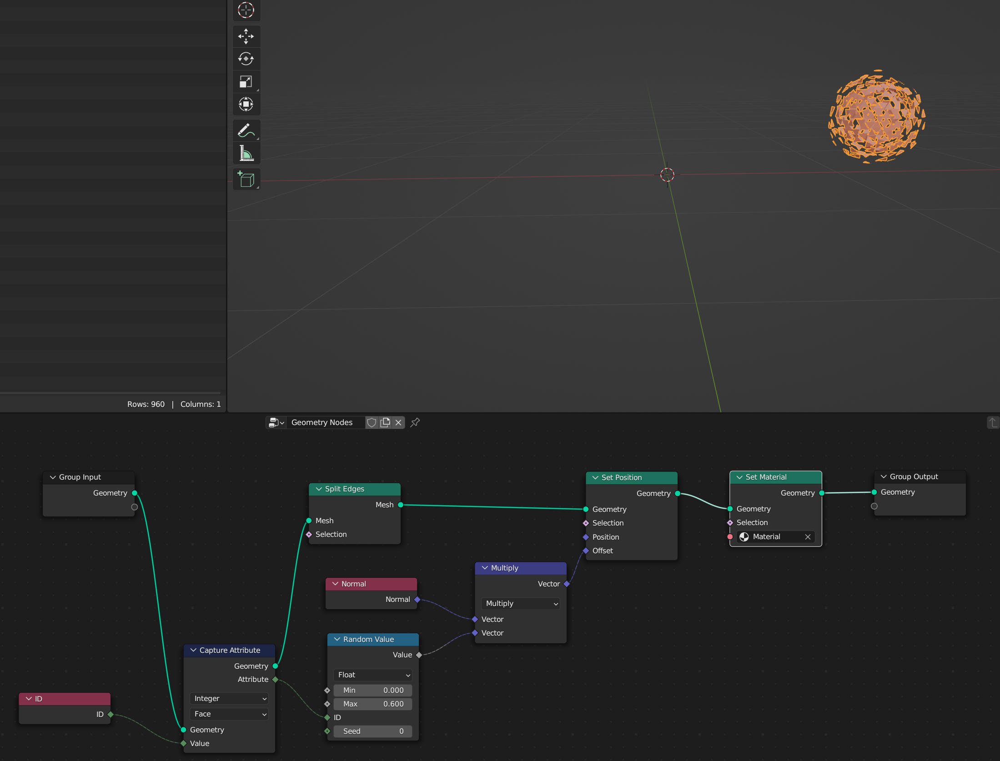 Rows: 960 | Columns: 1
Geometry Nodes
Group Input
Geometry
Split Edges
Mesh
Mesh
Selection
Set Position
Geometry
Geometry
Selection
Position
Offset
Set Material
Geometry
Geometry
Selection
Material
Group Output
Geometry
Normal
Normal
Multiply
Vector
Multiply
Vector
Vector
Random Value
Value
Float
Min 0.000
Max 0.600
ID
Seed 0
Capture Attribute
Geometry
Attribute
Integer
Face
Geometry
Value
ID
ID